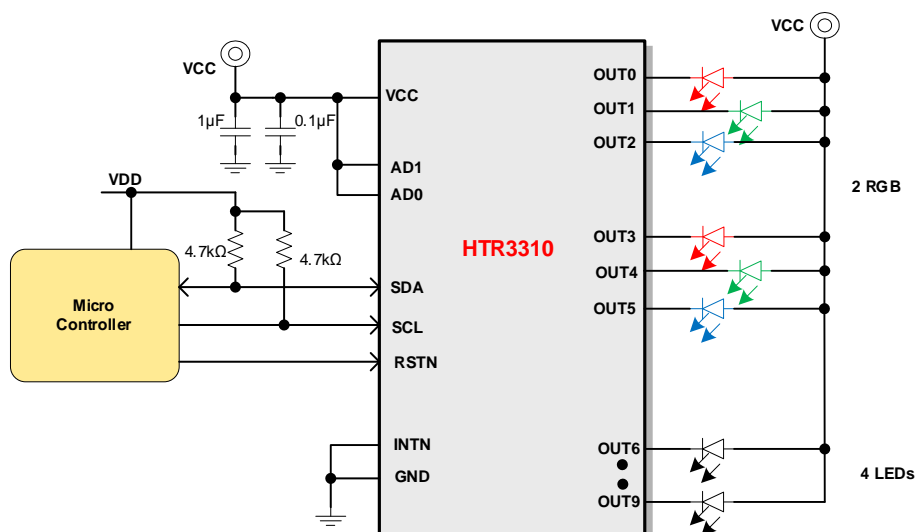 VCC
VCC
1µF
0.1µF
VCC
AD1
AD0
VDD
4.7kΩ
4.7kΩ
Micro
Controller
SDA
SCL
RSTN
INTN
GND
HTR3310
OUT0
OUT1
OUT2
OUT3
OUT4
OUT5
OUT6
OUT9
2 RGB
4 LEDs